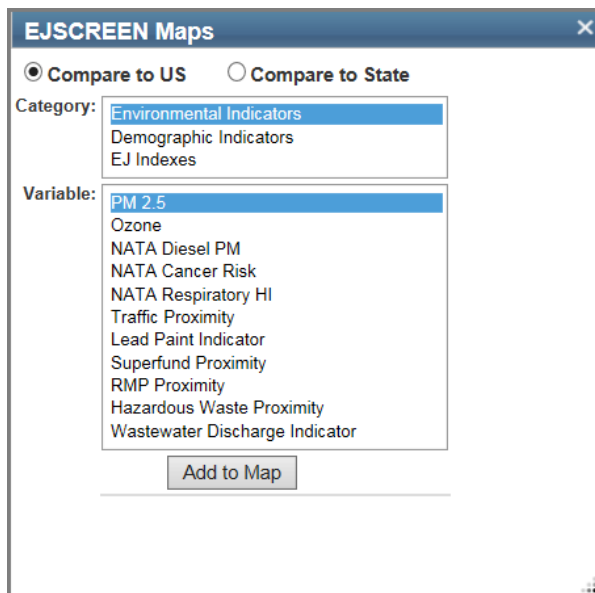 EJSCREEN Maps
Compare to US Compare to State
Category:
Environmental Indicators
Demographic Indicators
EJ Indexes
Variable:
PM 2.5
Ozone
NATA Diesel PM
NATA Cancer Risk
NATA Respiratory HI
Traffic Proximity
Lead Paint Indicator
Superfund Proximity
RMP Proximity
Hazardous Waste Proximity
Wastewater Discharge Indicator
Add to Map